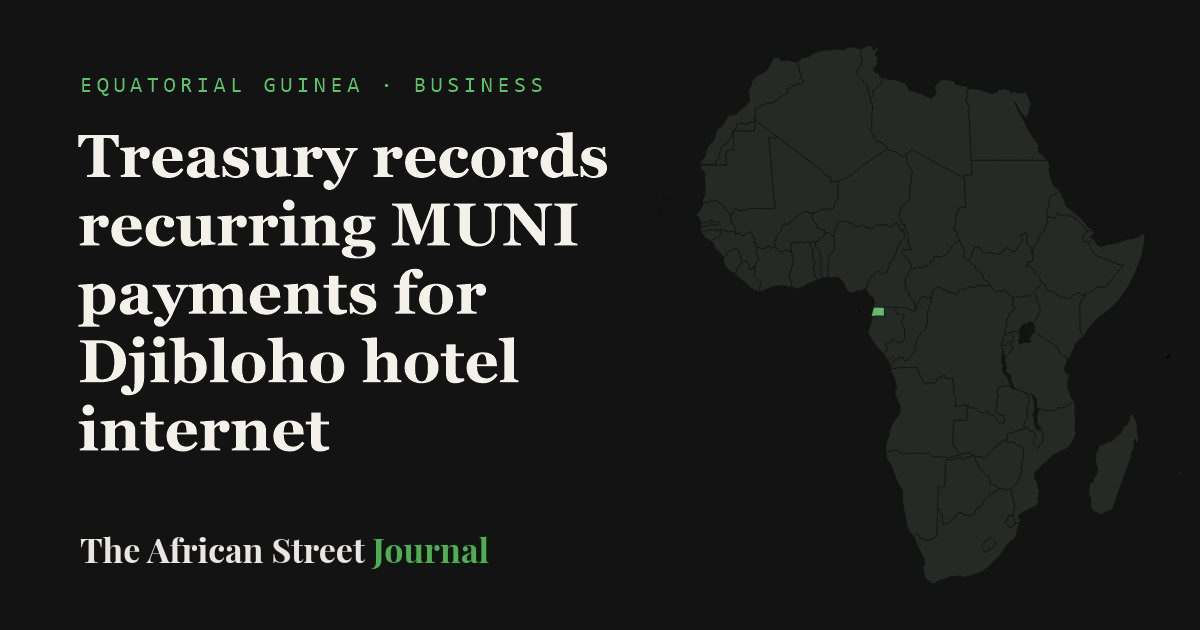 EQUATORIAL GUINEA · BUSINESS
Treasury records
recurring MUNI
payments for
Djibloho hotel
internet
The African Street Journal